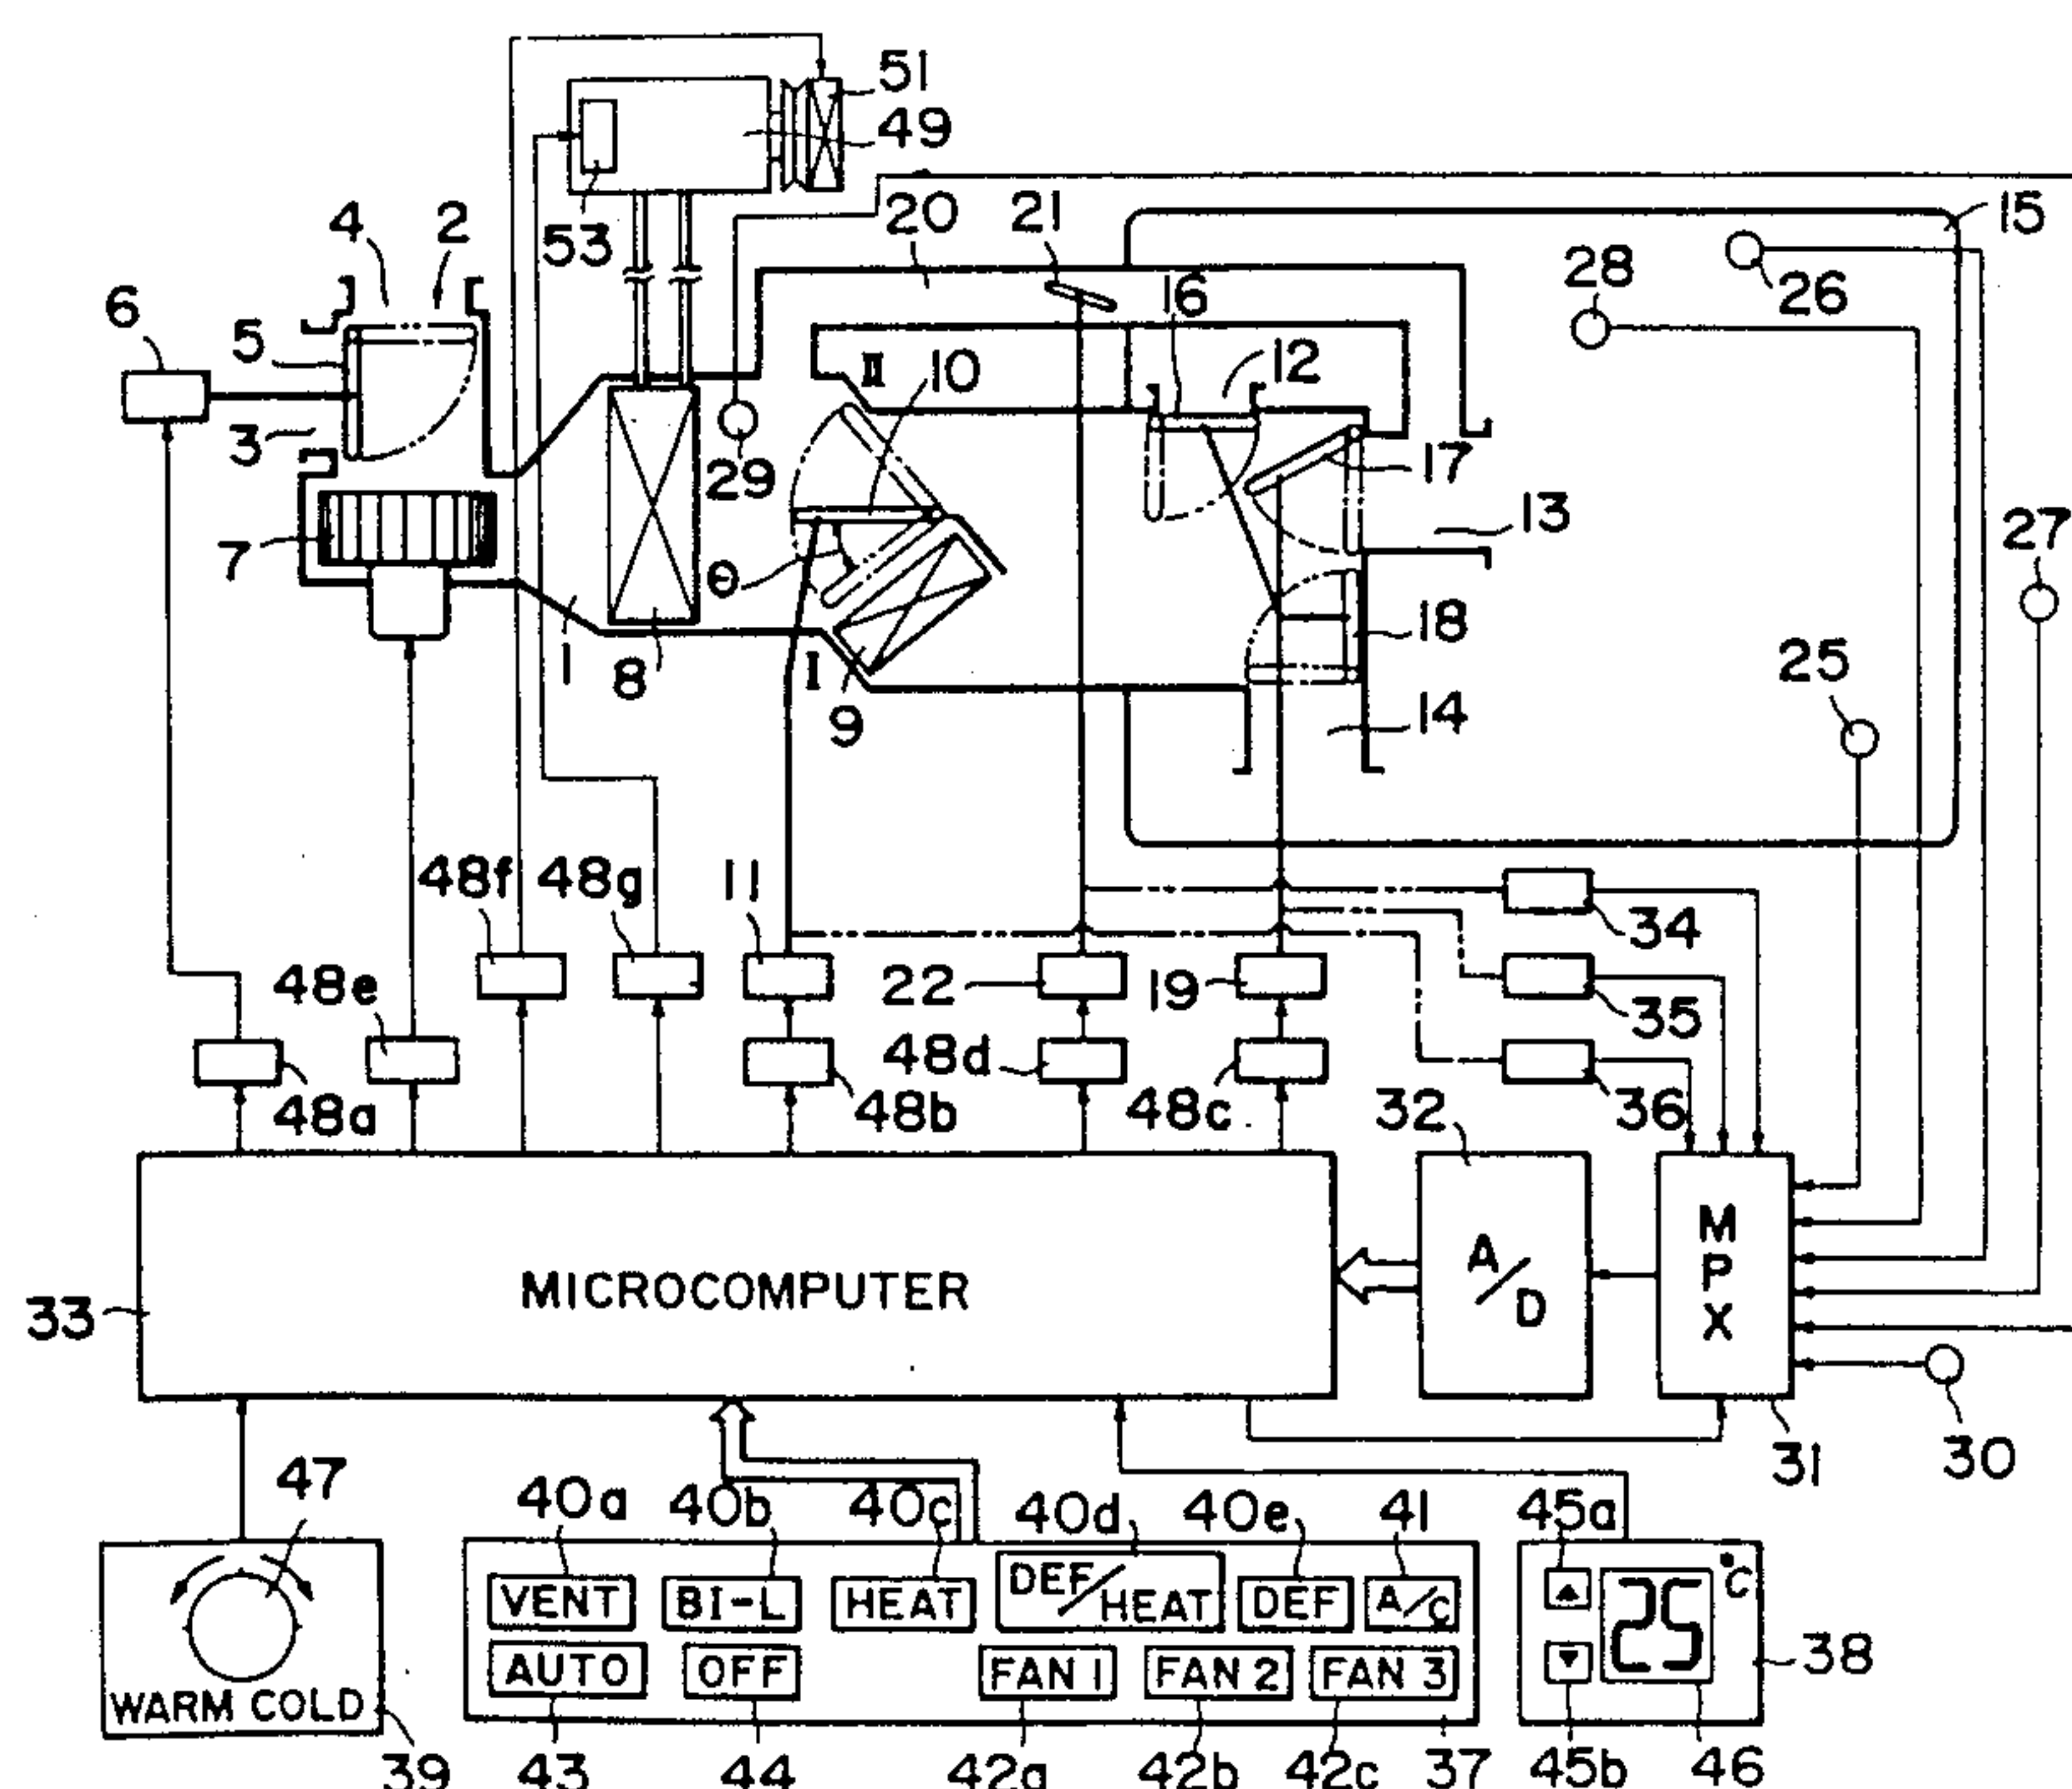 51
49
53
4 2 20 21 15
28 26
6 5 16
II 10 12
3 29 17
13 27
7 θ
18
1 8 I 9 25
14
48f 48g 11
34
48e 22 19
35
48a 48b 48d 48c 32 36
MICROCOMPUTER A/D MPX
33
31 30
47 40a 40b 40c 40d 40e 41 45a
VENT BI-L HEAT DEF/HEAT DEF A/C ▲ 25 °C
AUTO OFF FAN 1 FAN 2 FAN 3 ▼ 38
WARM COLD
39 43 44 42a 42b 42c 37 45b 46